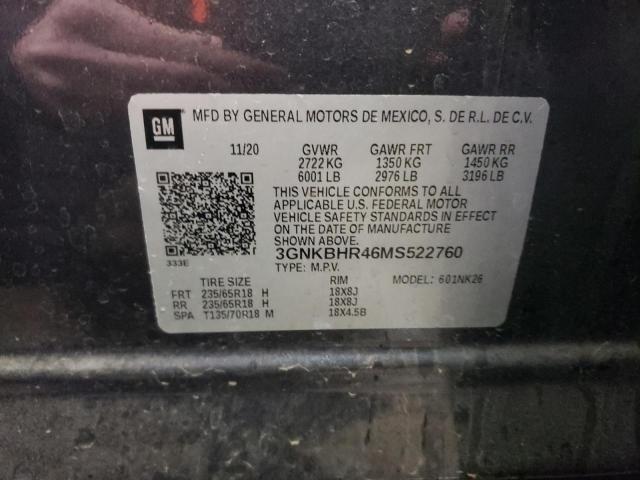 GM MFD BY GENERAL MOTORS DE MEXICO, S. DE R.L. DE C.V.
11/20 GVWR GAWR FRT GAWR RR
2722 KG 1350 KG 1450 KG
6001 LB 2976 LB 3196 LB
THIS VEHICLE CONFORMS TO ALL
APPLICABLE U.S. FEDERAL MOTOR
VEHICLE SAFETY STANDARDS IN EFFECT
ON THE DATE OF MANUFACTURE
SHOWN ABOVE.
3GNKBHR46MS522760
333E
TYPE: M.P.V. MODEL: 601NK26
TIRE SIZE RIM
FRT 235/65R18 H 18X8J
RR 235/65R18 H 18X8J
SPA T135/70R18 M 18X4.5B